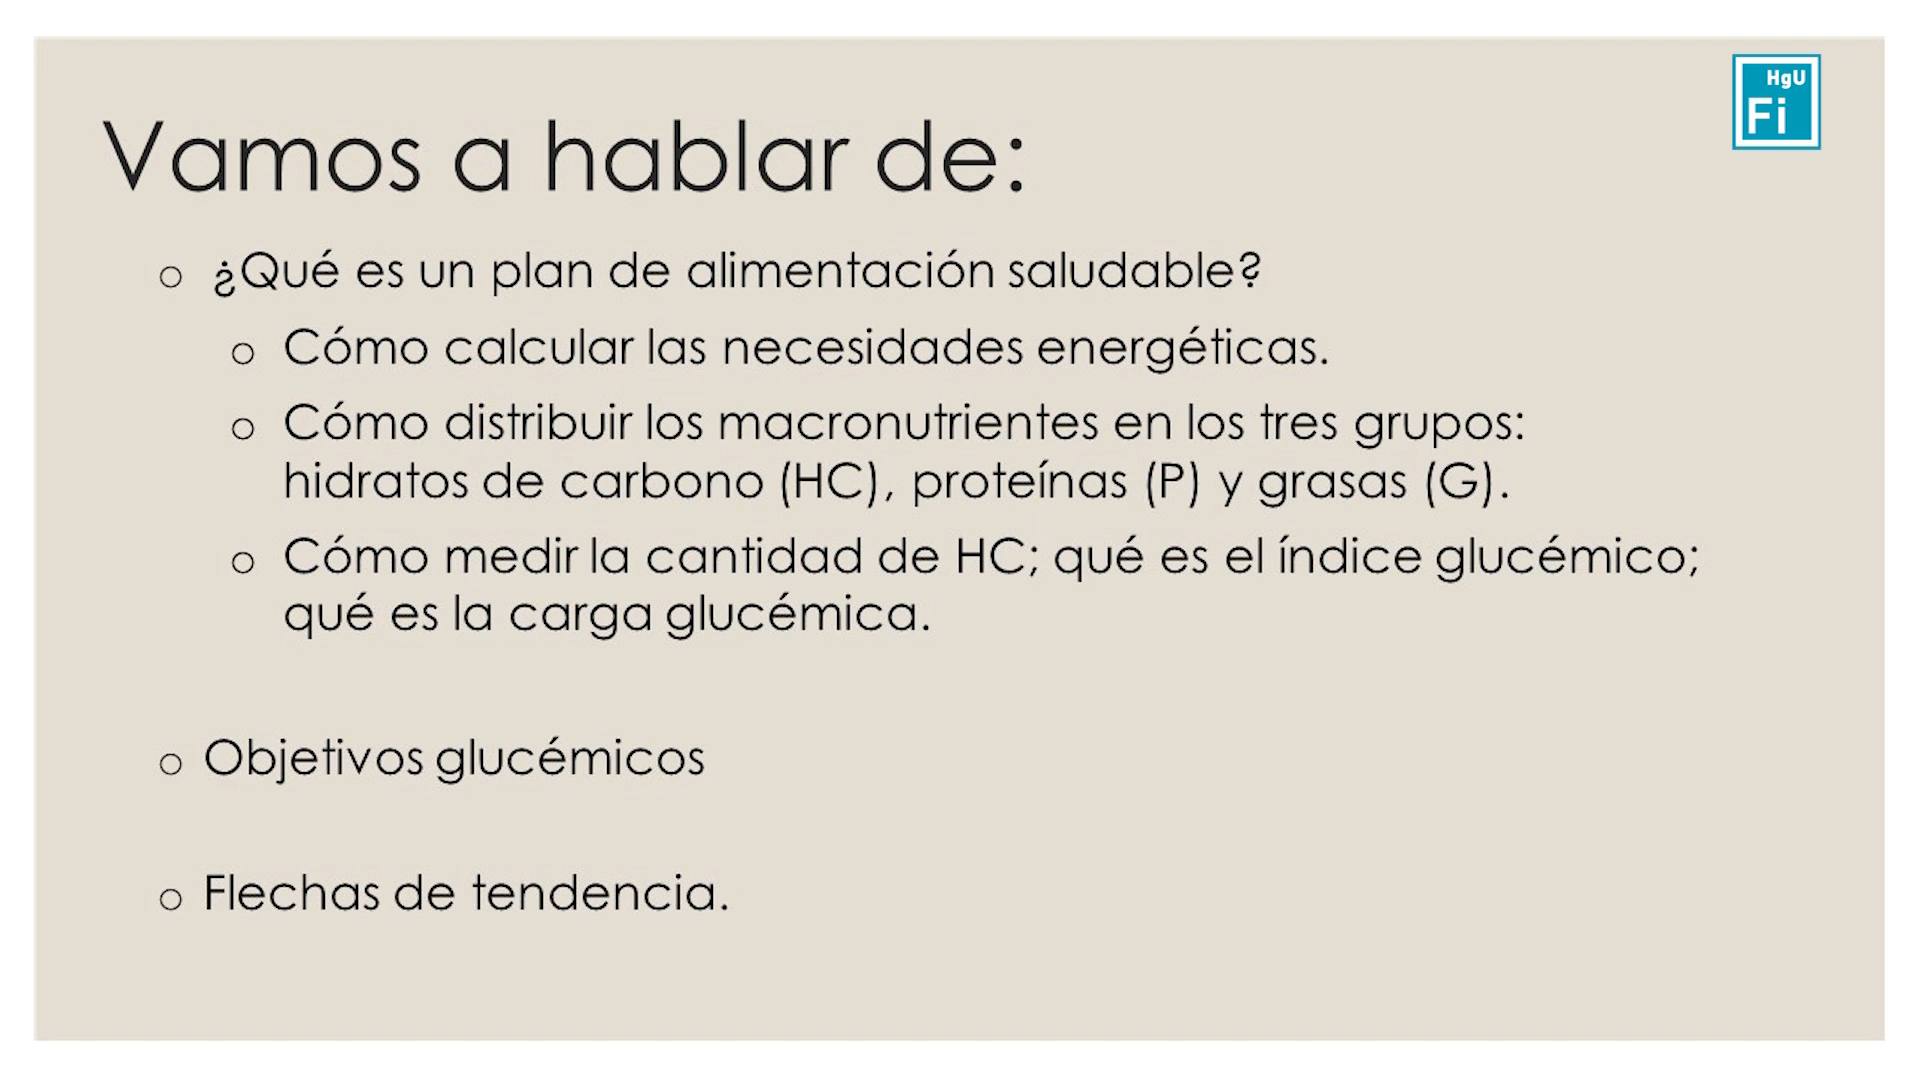 HgU
Fi
Vamos a hablar de:
o ¿Qué es un plan de alimentación saludable?
o Cómo calcular las necesidades energéticas.
o Cómo distribuir los macronutrientes en los tres grupos:
hidratos de carbono (HC), proteínas (P) y grasas (G).
o Cómo medir la cantidad de HC; qué es el índice glucémico;
qué es la carga glucémica.
o Objetivos glucémicos
o Flechas de tendencia.